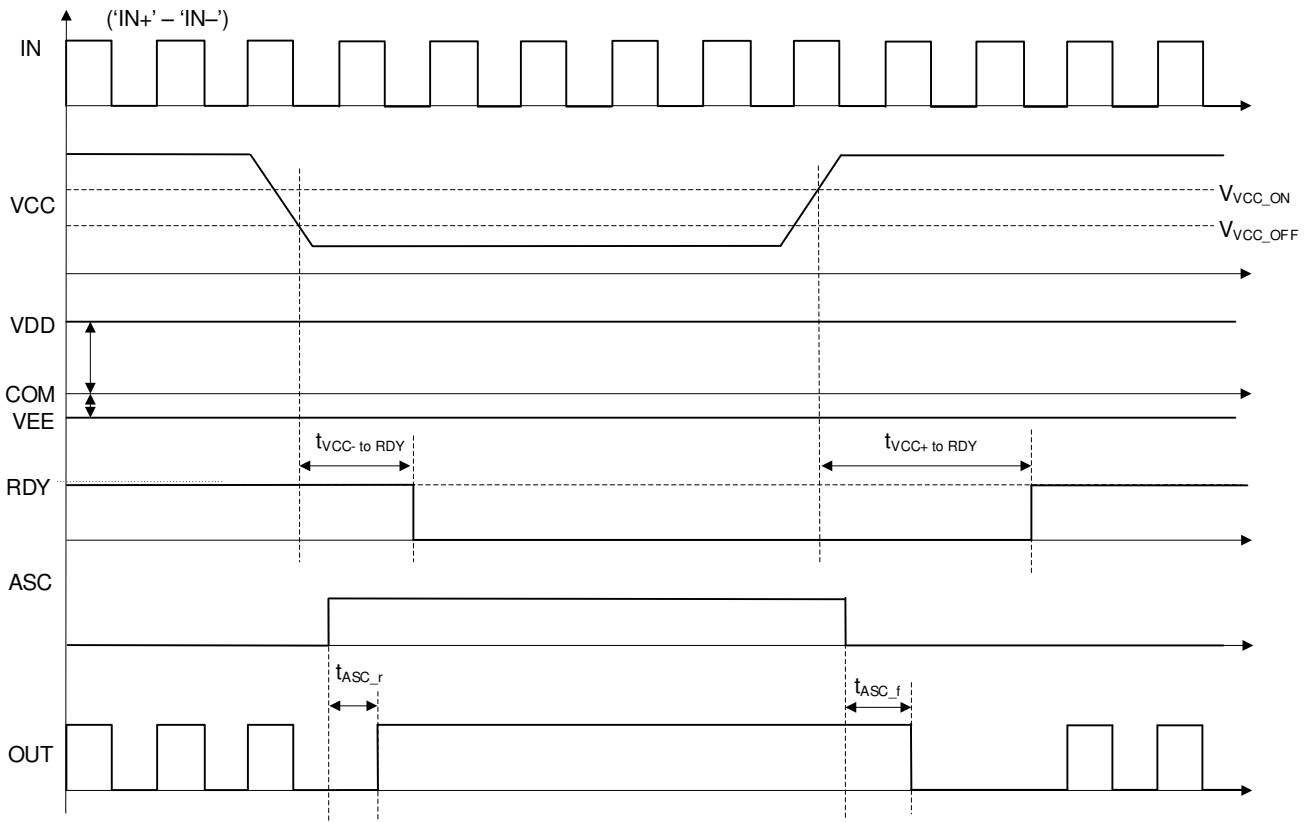 ('IN+' – 'IN–')
IN
VCC
VVCC_ON
VVCC_OFF
VDD
COM
VEE
tVCC- to RDY
tVCC+ to RDY
RDY
ASC
tASC_r
tASC_f
OUT